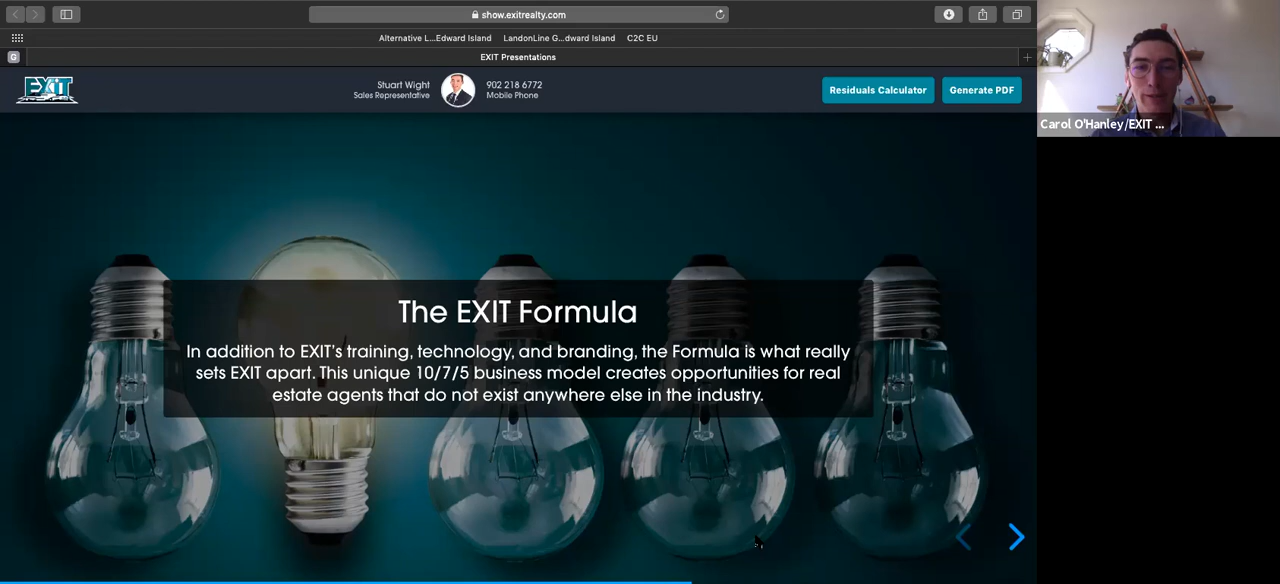 show.exitrealty.com
Alternative L...Edward Island
LandonLine G...dward Island
C2C EU
G
EXIT Presentations
EXIT
Stuart Wight
Sales Representative
902 218 6772
Mobile Phone
Residuals Calculator
Generate PDF
Carol O'Hanley/EXIT ...
The EXIT Formula
In addition to EXIT's training, technology, and branding, the Formula is what really
sets EXIT apart. This unique 10/7/5 business model creates opportunities for real
estate agents that do not exist anywhere else in the industry.